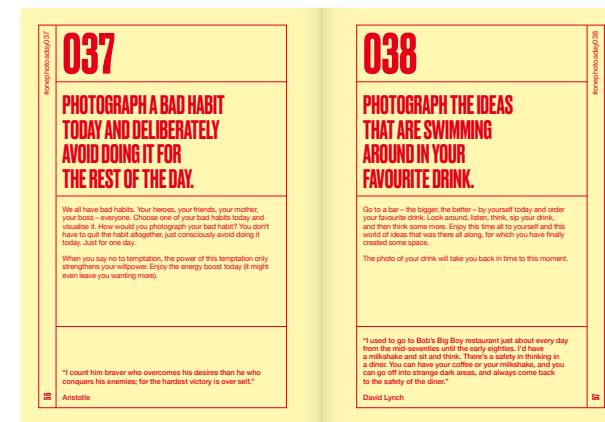 #onephotoaday037
037
PHOTOGRAPH A BAD HABIT
TODAY AND DELIBERATELY
AVOID DOING IT FOR
THE REST OF THE DAY.
We all have bad habits. Your heroes, your friends, your mother,
your boss – everyone. Choose one of your bad habits today and
visualise it. How would you photograph your bad habit? You don't
have to quit the habit altogether, just consciously avoid doing it
today. Just for one day.
When you say no to temptation, the power of this temptation only
strengthens your willpower. Enjoy the energy boost today (it might
even leave you wanting more).
“I count him braver who overcomes his desires than he who
conquers his enemies; for the hardest victory is over self.”
Aristotle
56
038
PHOTOGRAPH THE IDEAS
THAT ARE SWIMMING
AROUND IN YOUR
FAVOURITE DRINK.
Go to a bar – the bigger, the better – by yourself today and order
your favourite drink. Look around, listen, think, sip your drink,
and then think some more. Enjoy this time all to yourself and this
world of ideas that was there all along, for which you have finally
created some space.
The photo of your drink will take you back in time to this moment.
“I used to go to Bob's Big Boy restaurant just about every day
from the mid-seventies until the early eighties. I'd have
a milkshake and sit and think. There's a safety in thinking in
a diner. You can have your coffee or your milkshake, and you
can go off into strange dark areas, and always come back
to the safety of the diner.”
David Lynch
#onephotoaday038
57